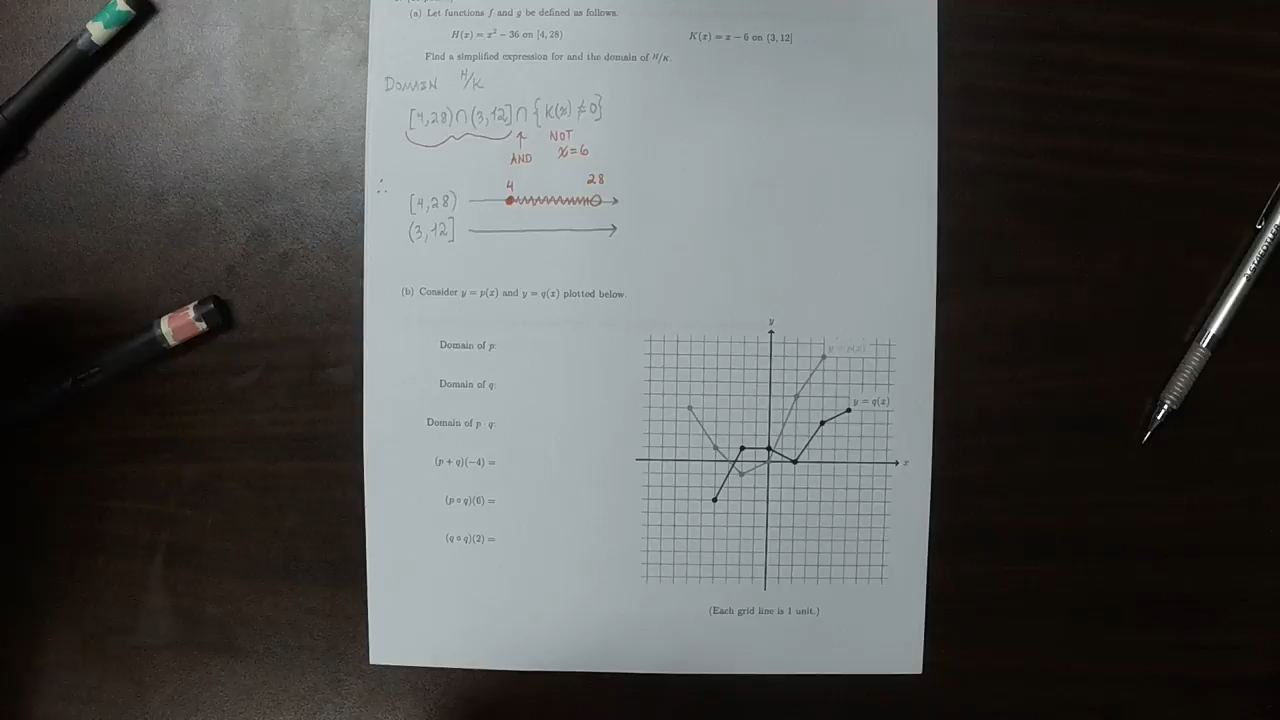 (a) Let functions f and g be defined as follows.
H(x) = x² − 36 on [4, 28) K(x) = x − 6 on (3, 12]
Find a simplified expression for and the domain of H/K.
DOMAIN H/K
[4,28)∩(3,12]∩{K(x)≠0}
↑ NOT
AND x=6
4 28
∴ [4,28)
(3,12]
(b) Consider y = p(x) and y = q(x) plotted below.
y
Domain of p:
y = p(x)
Domain of q:
y = q(x)
Domain of p · q:
(p + q)(−4) =
x
(p ∘ q)(6) =
(q ∘ q)(2) =
(Each grid line is 1 unit.)
STAEDTLER